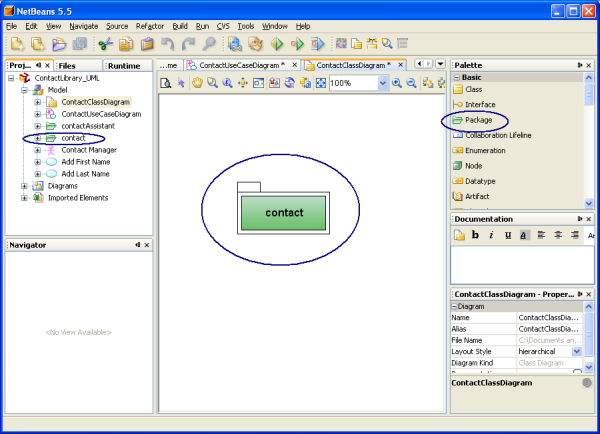 NetBeans 5.5
File Edit View Navigate Source Refactor Build Run CVS Tools Window Help
Proj... Files Runtime
ContactLibrary_UML
Model
ContactClassDiagram
ContactUseCaseDiagram
contactAssistant
contact
Contact Manager
Add First Name
Add Last Name
Diagrams
Imported Elements
Navigator
<No View Available>
...me ContactUseCaseDiagram * ContactClassDiagram *
100%
contact
Palette
Basic
Class
Interface
Package
Collaboration Lifeline
Enumeration
Node
Datatype
Artifact
Documentation
b i U A
ContactClassDiagram - Proper...
Diagram
Name ContactClassDia...
Alias ContactClassDia...
File Name C:\Documents an...
Layout Style hierarchical
Diagram Kind Class Diagram
ContactClassDiagram